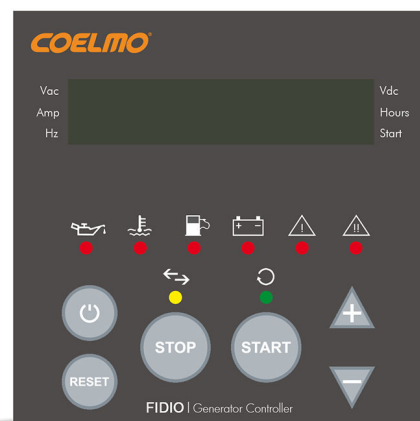 COELMO
Vac
Vdc
Amp
Hours
Hz
Start
STOP
START
RESET
FIDIO | Generator Controller